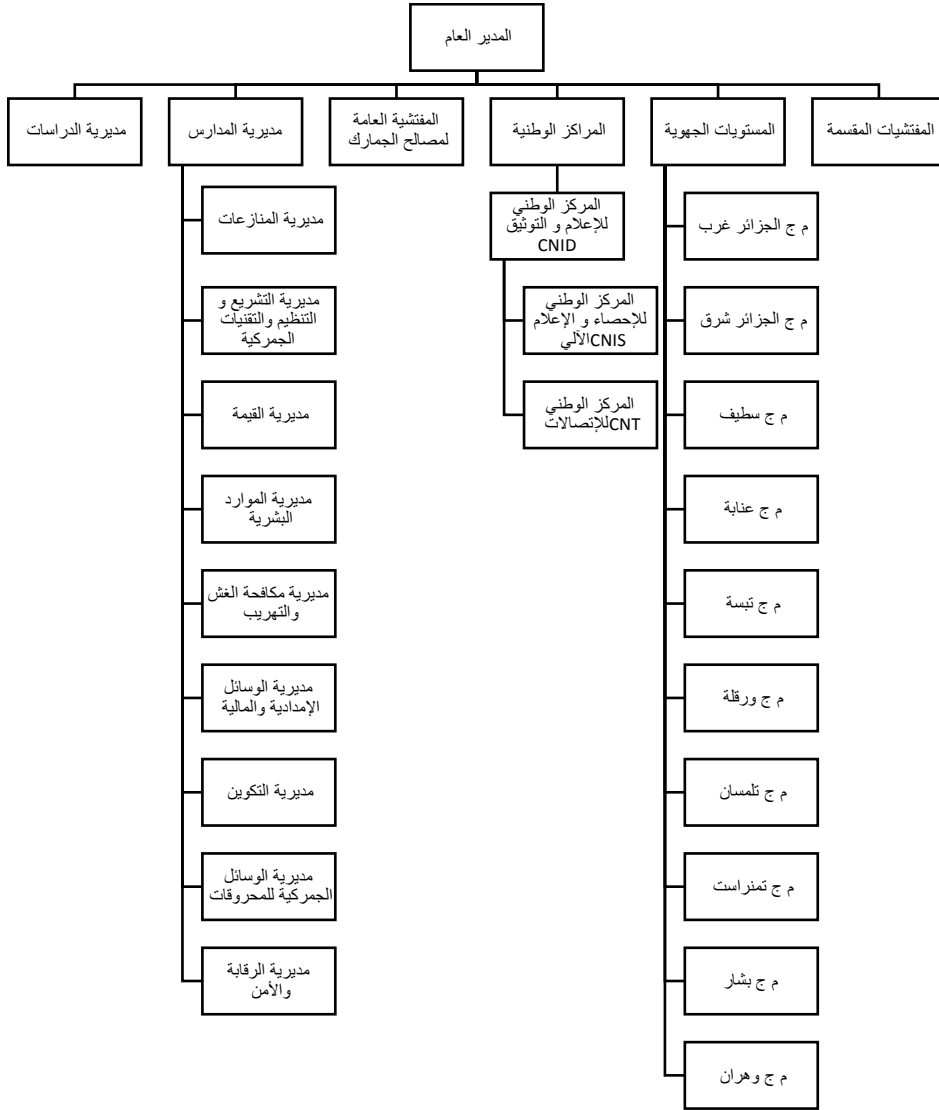 المدير العام
المفتشيات المقسمة
المستويات الجهوية
المراكز الوطنية
المفتشية العامة
لمصالح الجمارك
مديرية المدارس
مديرية الدراسات
م ج الجزائر غرب
م ج الجزائر شرق
م ج سطيف
م ج عنابة
م ج تبسة
م ج ورقلة
م ج تلمسان
م ج تمنراست
م ج بشار
م ج وهران
المركز الوطني
للإعلام و التوثيق
CNID
المركز الوطني
للإحصاء و الإعلام
الآليCNIS
المركز الوطني
للإتصالاتCNT
مديرية المنازعات
مديرية التشريع و
التنظيم والتقنيات
الجمركية
مديرية القيمة
مديرية الموارد
البشرية
مديرية مكافحة الغش
والتهريب
مديرية الوسائل
الإمدادية والمالية
مديرية التكوين
مديرية الوسائل
الجمركية للمحروقات
مديرية الرقابة
والأمن